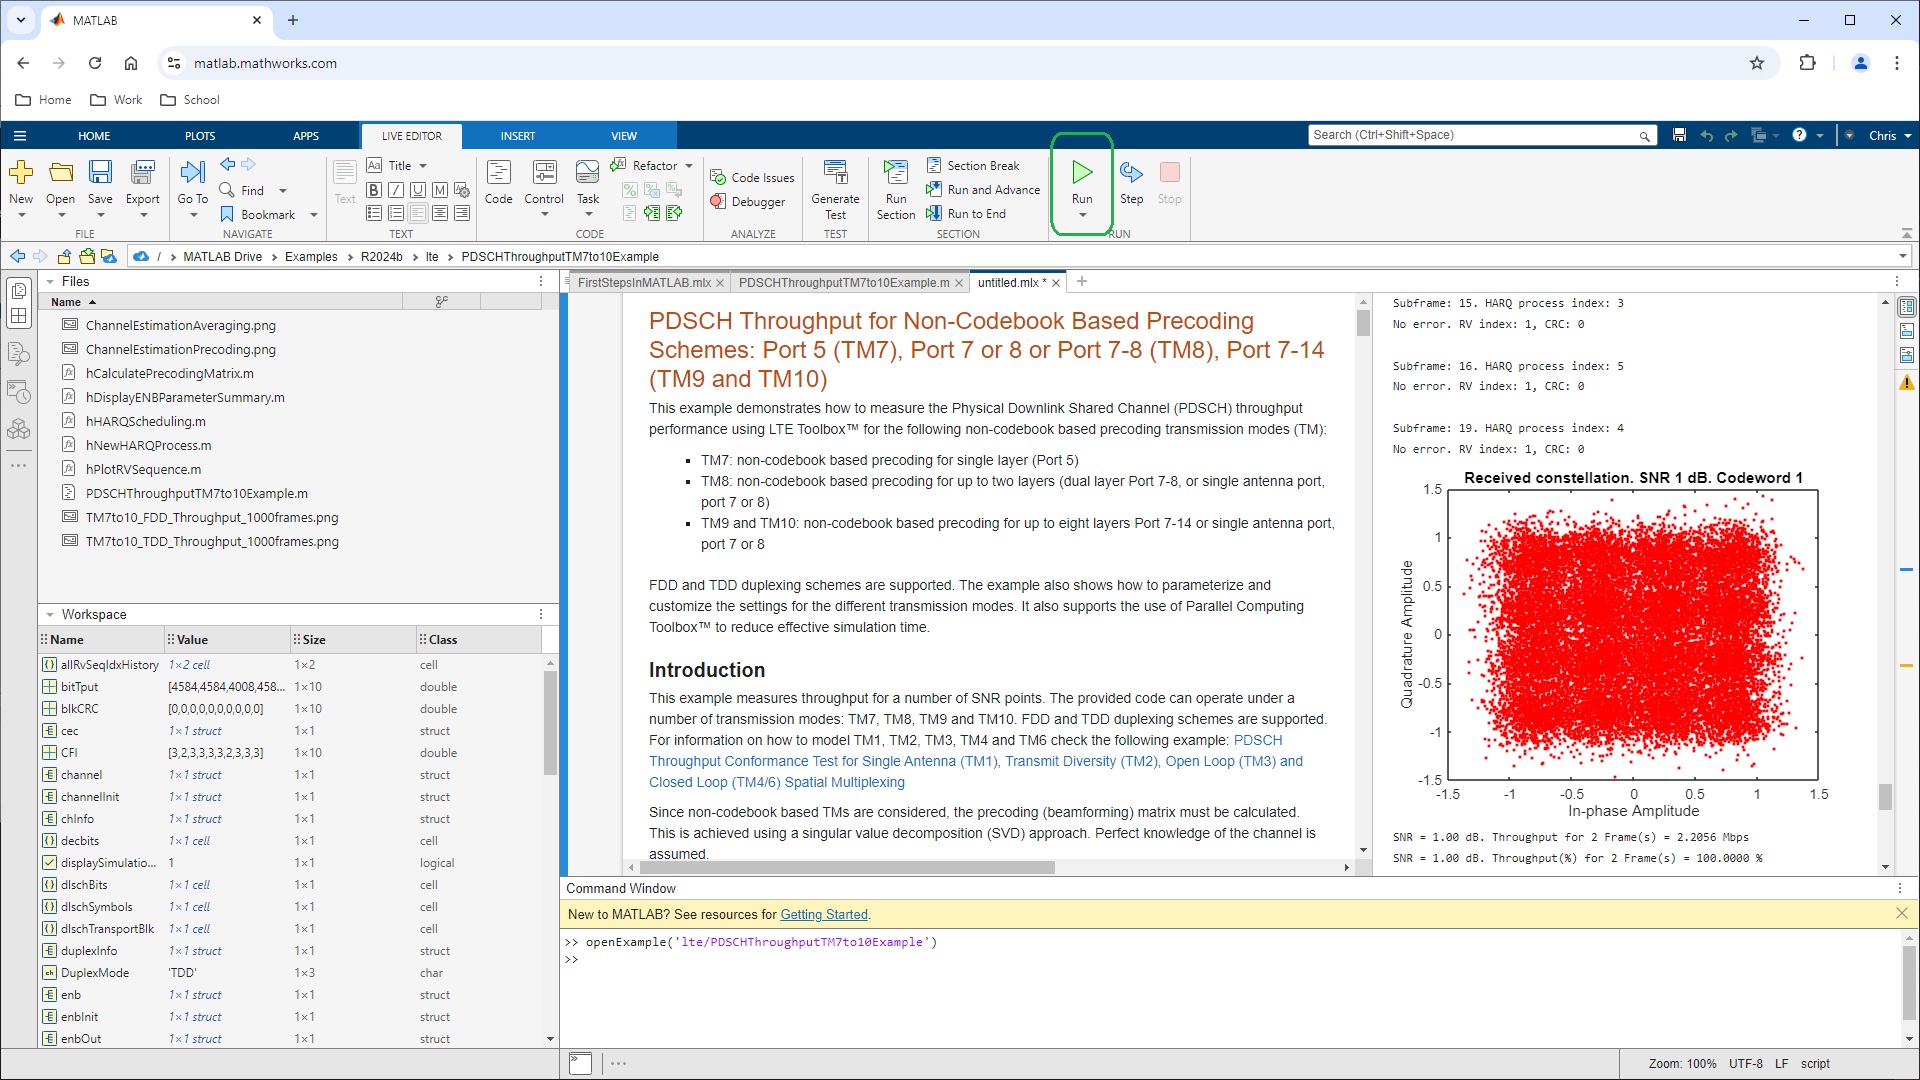 MATLAB
matlab.mathworks.com
Home Work School
HOME PLOTS APPS LIVE EDITOR INSERT VIEW
Search (Ctrl+Shift+Space)
Chris
New Open Save Export
FILE
Go To Find Bookmark
NAVIGATE
Text Aa Title
B I U M
TEXT
Code Control Task Refactor
CODE
Code Issues
Debugger
ANALYZE
Generate Test
TEST
Run Section
Section Break
Run and Advance
Run to End
SECTION
Run Step Stop
RUN
/ MATLAB Drive Examples R2024b lte PDSCHThroughputTM7to10Example
Files
Name
ChannelEstimationAveraging.png
ChannelEstimationPrecoding.png
hCalculatePrecodingMatrix.m
hDisplayENBParameterSummary.m
hHARQScheduling.m
hNewHARQProcess.m
hPlotRVSequence.m
PDSCHThroughputTM7to10Example.m
TM7to10_FDD_Throughput_1000frames.png
TM7to10_TDD_Throughput_1000frames.png
Workspace
Name Value Size Class
allRvSeqIdxHistory 1×2 cell 1×2 cell
bitTput [4584,4584,4008,458... 1×10 double
blkCRC [0,0,0,0,0,0,0,0,0,0] 1×10 double
cec 1×1 struct 1×1 struct
CFI [3,2,3,3,3,3,2,3,3,3] 1×10 double
channel 1×1 struct 1×1 struct
channelInit 1×1 struct 1×1 struct
chInfo 1×1 struct 1×1 struct
decbits 1×1 cell 1×1 cell
displaySimulatio... 1 1×1 logical
dlschBits 1×1 cell 1×1 cell
dlschSymbols 1×1 cell 1×1 cell
dlschTransportBlk 1×1 cell 1×1 cell
duplexInfo 1×1 struct 1×1 struct
DuplexMode 'TDD' 1×3 char
enb 1×1 struct 1×1 struct
enbInit 1×1 struct 1×1 struct
enbOut 1×1 struct 1×1 struct
FirstStepsInMATLAB.mlx PDSCHThroughputTM7to10Example.m untitled.mlx *
PDSCH Throughput for Non-Codebook Based Precoding
Schemes: Port 5 (TM7), Port 7 or 8 or Port 7-8 (TM8), Port 7-14
(TM9 and TM10)
This example demonstrates how to measure the Physical Downlink Shared Channel (PDSCH) throughput
performance using LTE Toolbox™ for the following non-codebook based precoding transmission modes (TM):
▪ TM7: non-codebook based precoding for single layer (Port 5)
▪ TM8: non-codebook based precoding for up to two layers (dual layer Port 7-8, or single antenna port,
port 7 or 8)
▪ TM9 and TM10: non-codebook based precoding for up to eight layers Port 7-14 or single antenna port,
port 7 or 8
FDD and TDD duplexing schemes are supported. The example also shows how to parameterize and
customize the settings for the different transmission modes. It also supports the use of Parallel Computing
Toolbox™ to reduce effective simulation time.
Introduction
This example measures throughput for a number of SNR points. The provided code can operate under a
number of transmission modes: TM7, TM8, TM9 and TM10. FDD and TDD duplexing schemes are supported.
For information on how to model TM1, TM2, TM3, TM4 and TM6 check the following example: PDSCH
Throughput Conformance Test for Single Antenna (TM1), Transmit Diversity (TM2), Open Loop (TM3) and
Closed Loop (TM4/6) Spatial Multiplexing
Since non-codebook based TMs are considered, the precoding (beamforming) matrix must be calculated.
This is achieved using a singular value decomposition (SVD) approach. Perfect knowledge of the channel is
assumed.
Subframe: 15. HARQ process index: 3
No error. RV index: 1, CRC: 0
Subframe: 16. HARQ process index: 5
No error. RV index: 1, CRC: 0
Subframe: 19. HARQ process index: 4
No error. RV index: 1, CRC: 0
Received constellation. SNR 1 dB. Codeword 1
Quadrature Amplitude
1.5
1
0.5
0
-0.5
-1
-1.5
-1.5 -1 -0.5 0 0.5 1 1.5
In-phase Amplitude
SNR = 1.00 dB. Throughput for 2 Frame(s) = 2.2056 Mbps
SNR = 1.00 dB. Throughput(%) for 2 Frame(s) = 100.0000 %
Command Window
New to MATLAB? See resources for Getting Started.
>> openExample('lte/PDSCHThroughputTM7to10Example')
>>
Zoom: 100% UTF-8 LF script